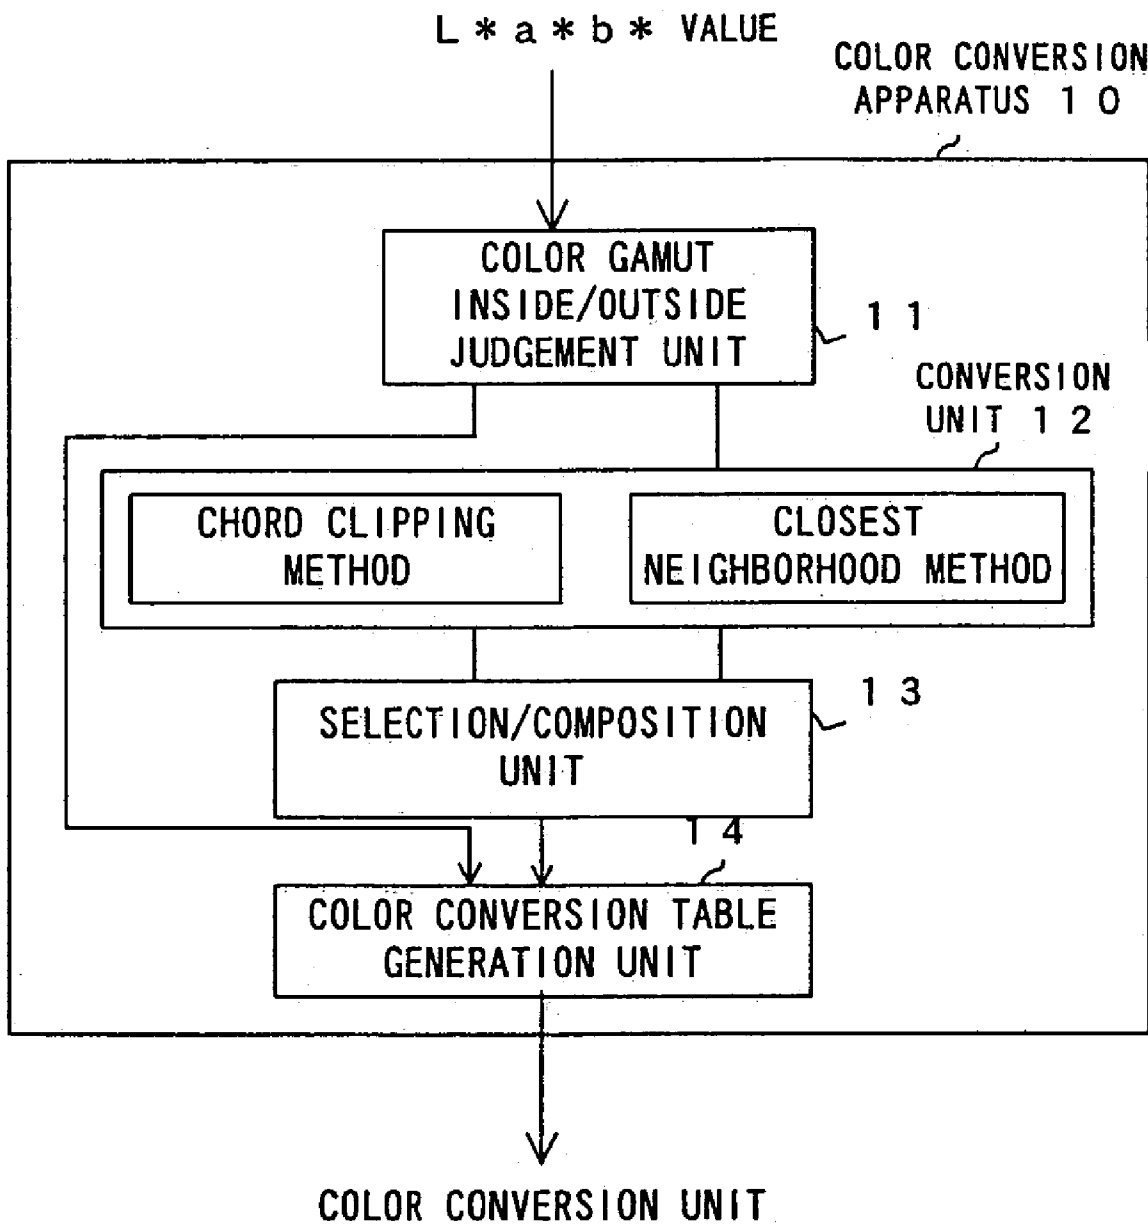 L*a*b* VALUE
COLOR CONVERSION
APPARATUS 10
COLOR GAMUT
INSIDE/OUTSIDE
JUDGEMENT UNIT
11
CONVERSION
UNIT 12
CHORD CLIPPING
METHOD
CLOSEST
NEIGHBORHOOD METHOD
13
SELECTION/COMPOSITION
UNIT
14
COLOR CONVERSION TABLE
GENERATION UNIT
COLOR CONVERSION UNIT